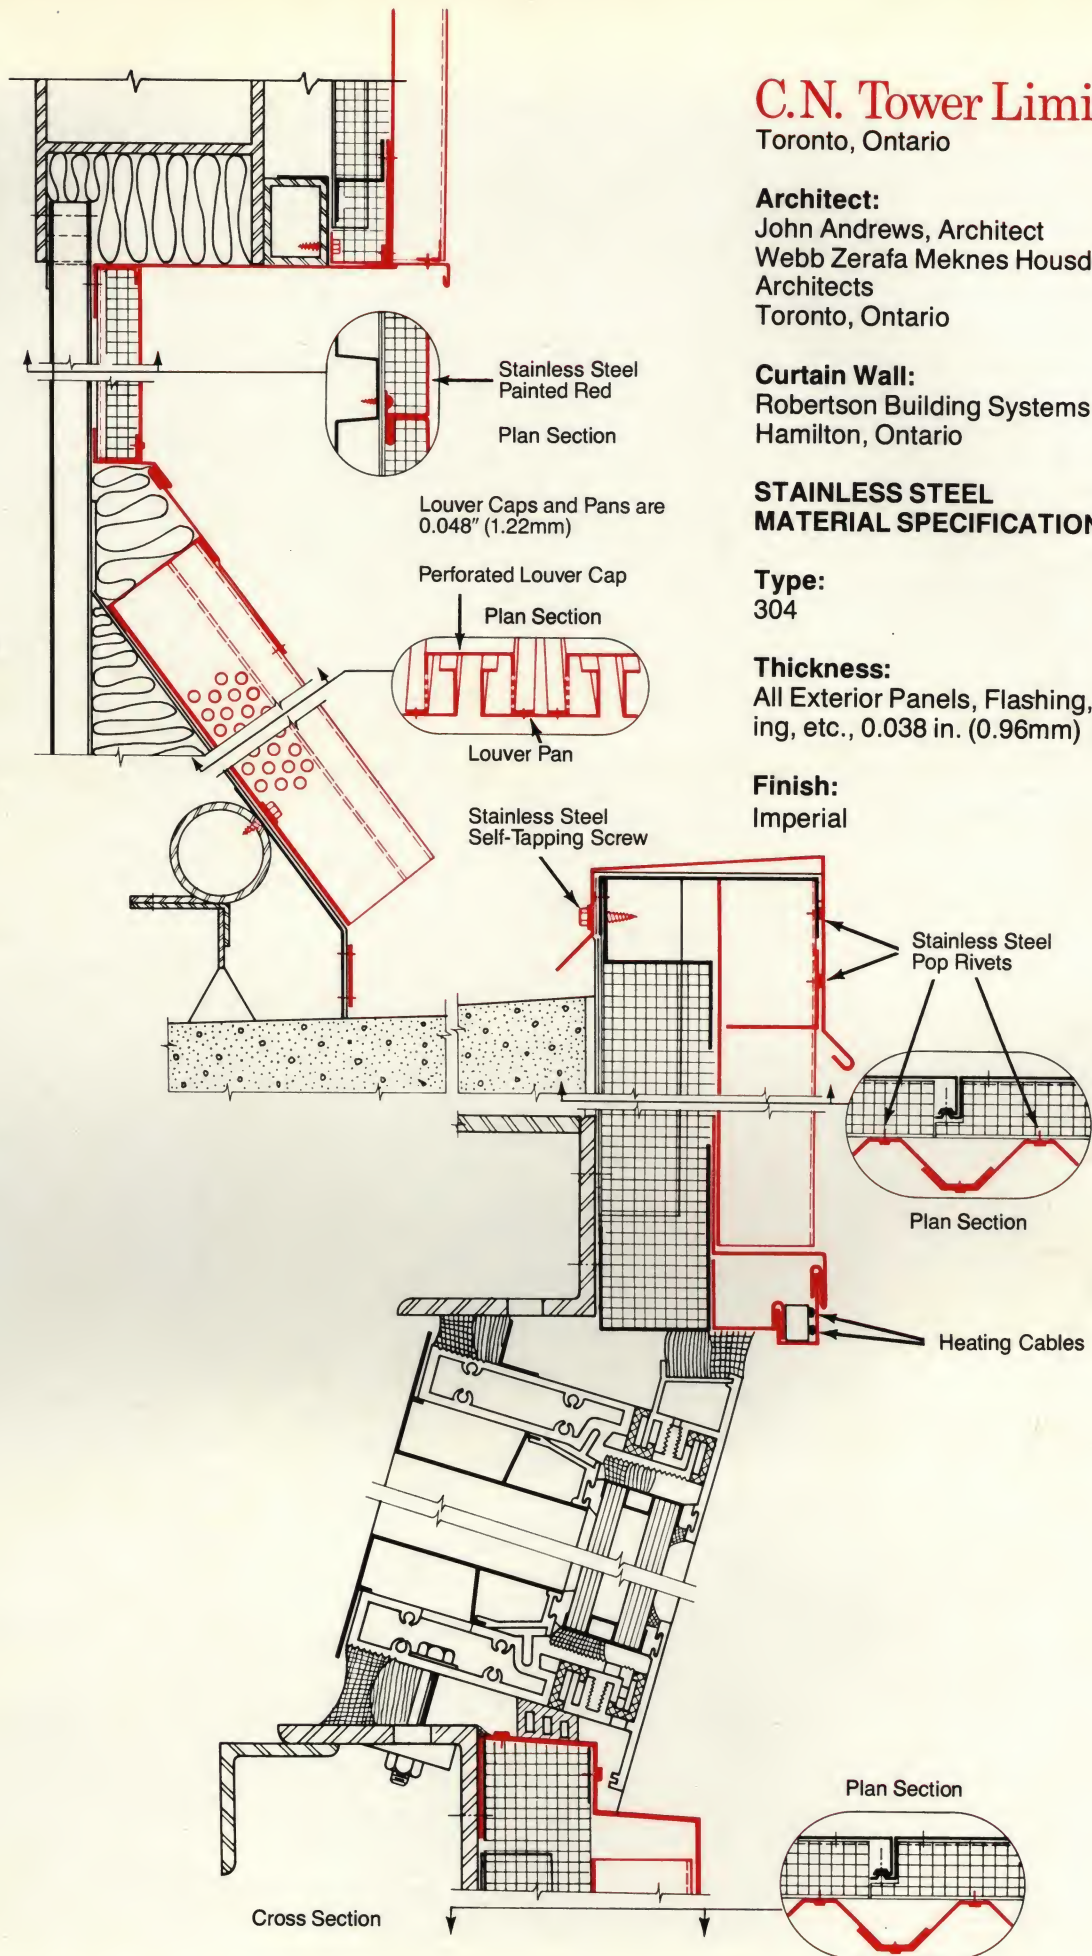 C.N. Tower Limi
Toronto, Ontario
Architect:
John Andrews, Architect
Webb Zerafa Meknes Housd
Architects
Toronto, Ontario
Curtain Wall:
Robertson Building Systems
Hamilton, Ontario
STAINLESS STEEL
MATERIAL SPECIFICATION
Type:
304
Thickness:
All Exterior Panels, Flashing,
ing, etc., 0.038 in. (0.96mm)
Finish:
Imperial
Stainless Steel
Painted Red
Plan Section
Louver Caps and Pans are
0.048" (1.22mm)
Perforated Louver Cap
Plan Section
Louver Pan
Stainless Steel
Self-Tapping Screw
Stainless Steel
Pop Rivets
Plan Section
Heating Cables
Plan Section
Cross Section